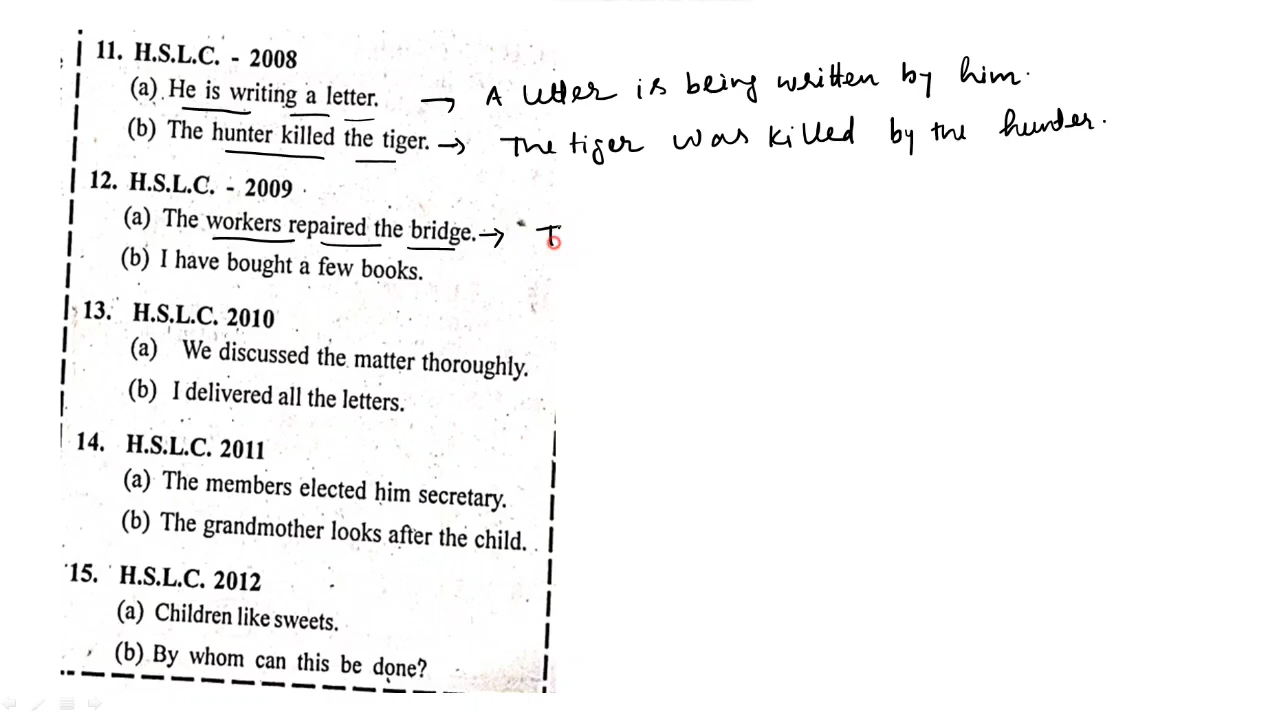 11. H.S.L.C. - 2008
(a) He is writing a letter. → A letter is being written by him.
(b) The hunter killed the tiger. → The tiger was killed by the hunter.
12. H.S.L.C. - 2009
(a) The workers repaired the bridge. → T
(b) I have bought a few books.
13. H.S.L.C. 2010
(a) We discussed the matter thoroughly.
(b) I delivered all the letters.
14. H.S.L.C. 2011
(a) The members elected him secretary.
(b) The grandmother looks after the child.
15. H.S.L.C. 2012
(a) Children like sweets.
(b) By whom can this be done?